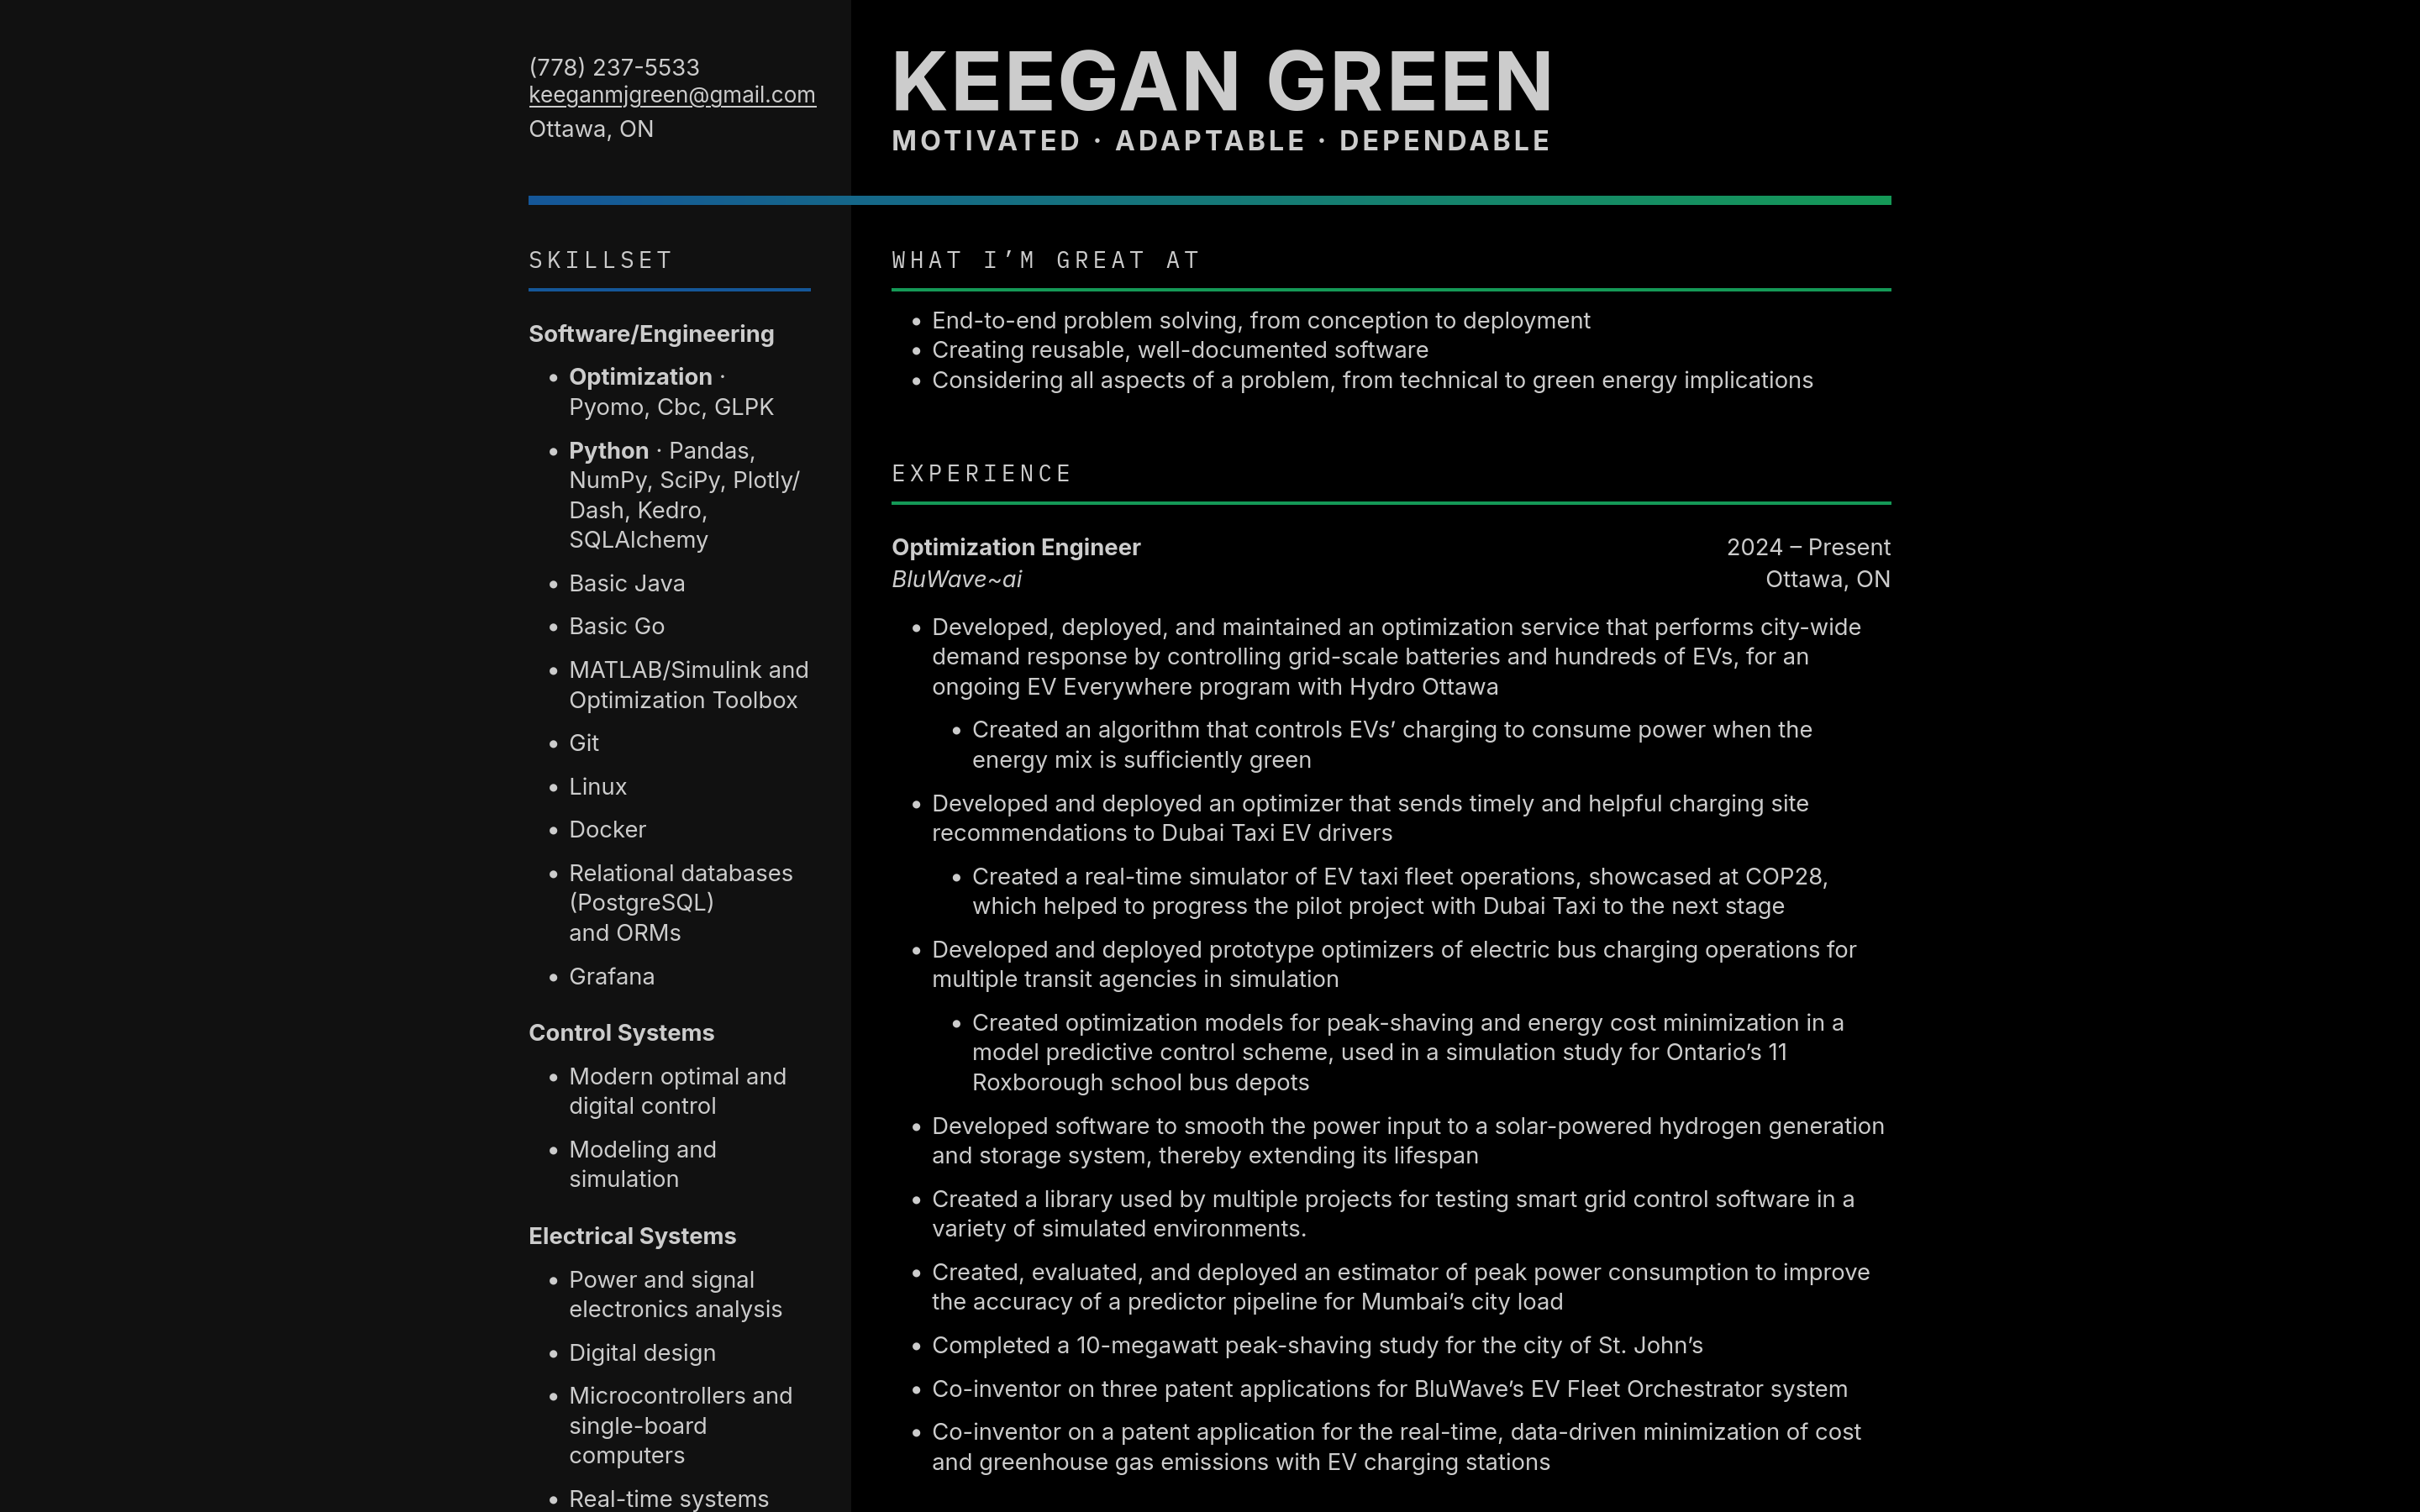 (778) 237-5533
keeganmjgreen@gmail.com
Ottawa, ON
KEEGAN GREEN
MOTIVATED · ADAPTABLE · DEPENDABLE
SKILLSET
Software/Engineering
• Optimization ·
Pyomo, Cbc, GLPK
• Python · Pandas,
NumPy, SciPy, Plotly/
Dash, Kedro,
SQLAlchemy
• Basic Java
• Basic Go
• MATLAB/Simulink and
Optimization Toolbox
• Git
• Linux
• Docker
• Relational databases
(PostgreSQL)
and ORMs
• Grafana
Control Systems
• Modern optimal and
digital control
• Modeling and
simulation
Electrical Systems
• Power and signal
electronics analysis
• Digital design
• Microcontrollers and
single-board
computers
• Real-time systems
WHAT I’M GREAT AT
• End-to-end problem solving, from conception to deployment
• Creating reusable, well-documented software
• Considering all aspects of a problem, from technical to green energy implications
EXPERIENCE
Optimization Engineer 2024 – Present
BluWave~ai Ottawa, ON
• Developed, deployed, and maintained an optimization service that performs city-wide
demand response by controlling grid-scale batteries and hundreds of EVs, for an
ongoing EV Everywhere program with Hydro Ottawa
• Created an algorithm that controls EVs’ charging to consume power when the
energy mix is sufficiently green
• Developed and deployed an optimizer that sends timely and helpful charging site
recommendations to Dubai Taxi EV drivers
• Created a real-time simulator of EV taxi fleet operations, showcased at COP28,
which helped to progress the pilot project with Dubai Taxi to the next stage
• Developed and deployed prototype optimizers of electric bus charging operations for
multiple transit agencies in simulation
• Created optimization models for peak-shaving and energy cost minimization in a
model predictive control scheme, used in a simulation study for Ontario’s 11
Roxborough school bus depots
• Developed software to smooth the power input to a solar-powered hydrogen generation
and storage system, thereby extending its lifespan
• Created a library used by multiple projects for testing smart grid control software in a
variety of simulated environments.
• Created, evaluated, and deployed an estimator of peak power consumption to improve
the accuracy of a predictor pipeline for Mumbai’s city load
• Completed a 10-megawatt peak-shaving study for the city of St. John’s
• Co-inventor on three patent applications for BluWave’s EV Fleet Orchestrator system
• Co-inventor on a patent application for the real-time, data-driven minimization of cost
and greenhouse gas emissions with EV charging stations